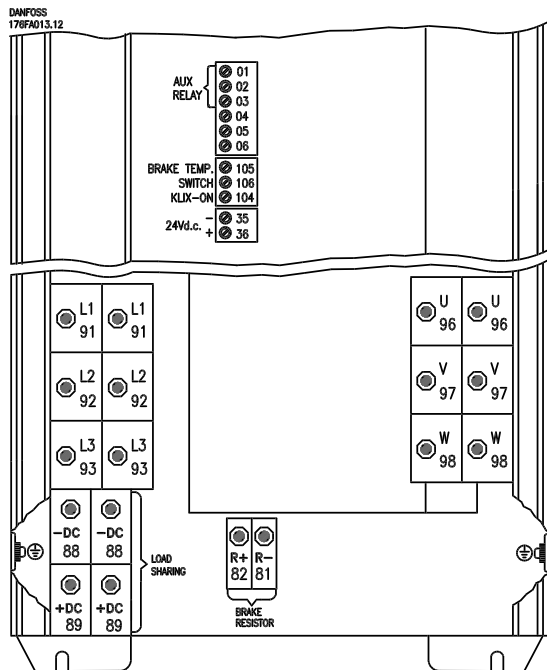 DANFOSS
176FA013.12
AUX
RELAY
01
02
03
04
05
06
BRAKE TEMP. 105
SWITCH 106
KLIX-ON 104
24Vd.c.
- 35
+ 36
L1 L1
91 91
L2 L2
92 92
L3 L3
93 93
U U
96 96
V V
97 97
W W
98 98
-DC -DC
88 88
+DC +DC
89 89
LOAD
SHARING
R+ R-
82 81
BRAKE
RESISTOR